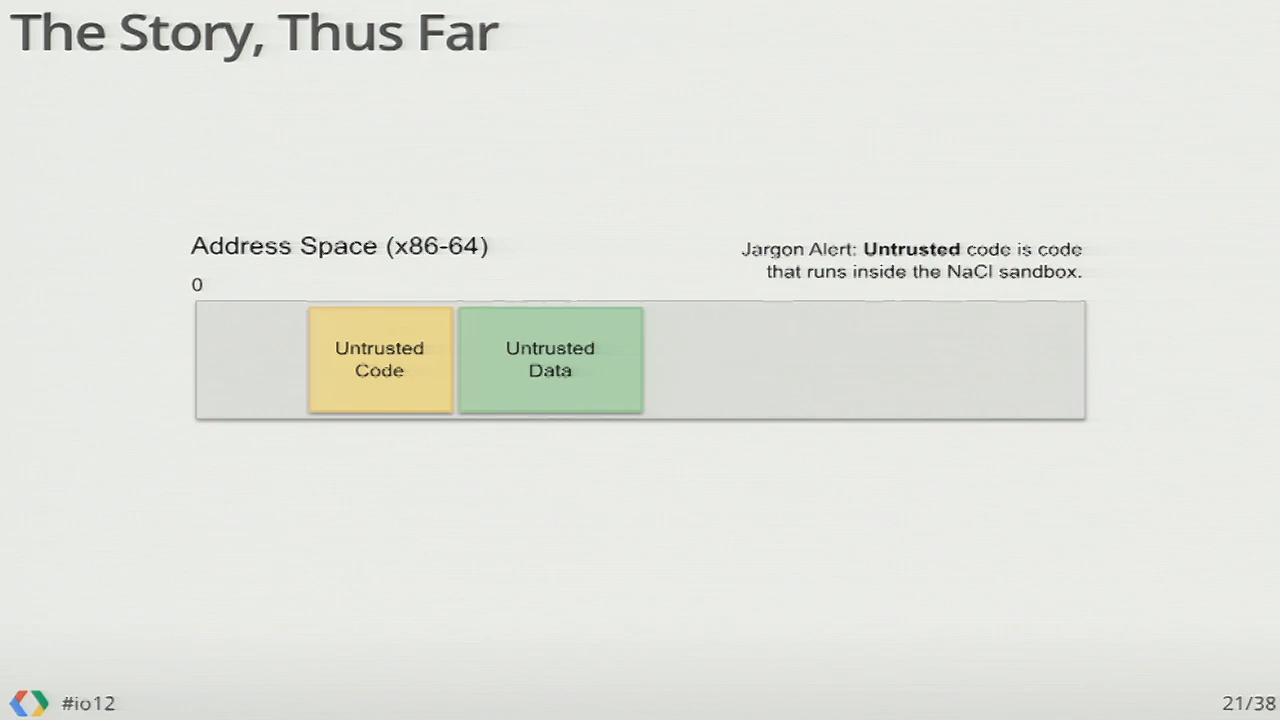 The Story, Thus Far
Address Space (x86-64)
Jargon Alert: Untrusted code is code
that runs inside the NaCl sandbox.
0
Untrusted
Code
Untrusted
Data
#io12
21/38